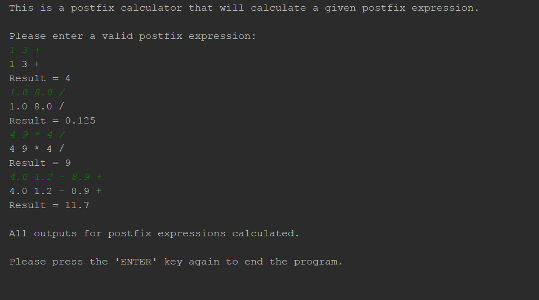 This is a postfix calculator that will calculate a given postfix expression.
Please enter a valid postfix expression:
1 3 +
1 3 +
Result = 4
1.0 8.0 /
1.0 8.0 /
Result = 0.125
4 9 * 4 /
4 9 * 4 /
Result = 9
4.0 1.2 - 8.9 +
4.0 1.2 - 8.9 +
Result = 11.7
All outputs for postfix expressions calculated.
Please press the 'ENTER' key again to end the program.